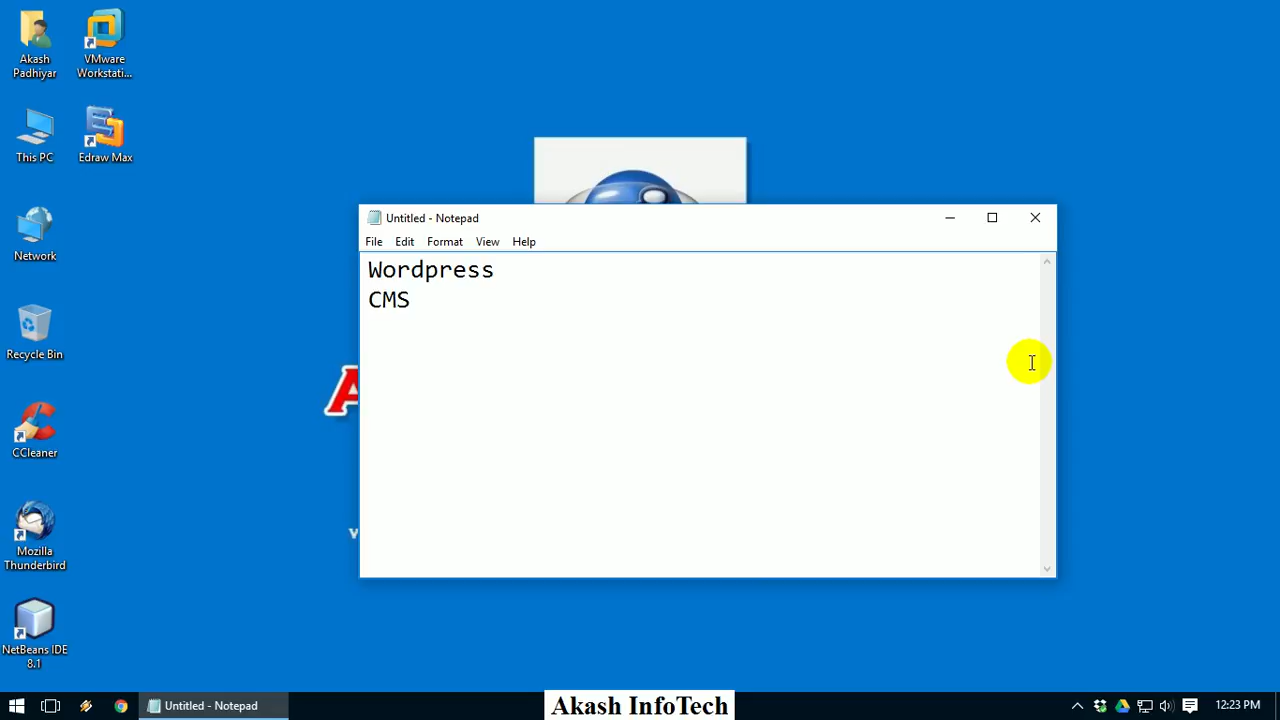 Akash
Padhiyar
VMware
Workstati...
This PC
Edraw Max
Network
Recycle Bin
CCleaner
Mozilla
Thunderbird
NetBeans IDE
8.1
Untitled - Notepad
File Edit Format View Help
Wordpress
CMS
A
Untitled - Notepad
Akash InfoTech
12:23 PM